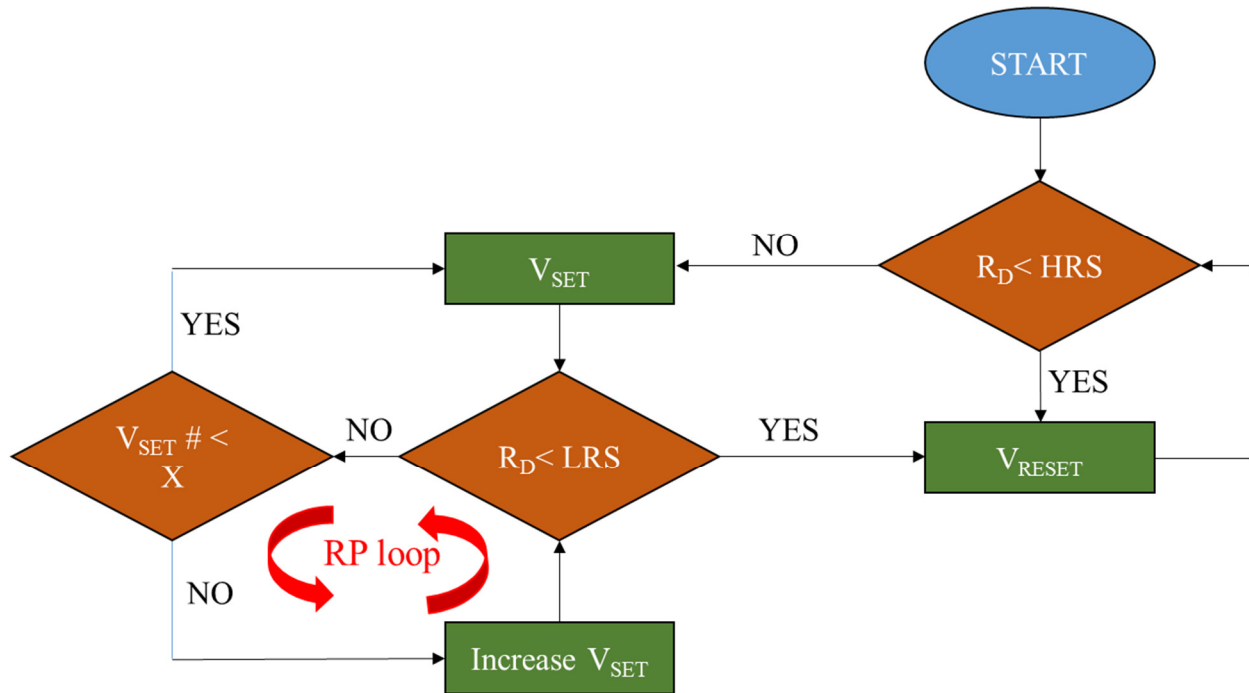 START
NO
R_D< HRS
V_SET
YES
YES
V_SET # <
X
NO
R_D< LRS
YES
V_RESET
RP loop
NO
Increase V_SET